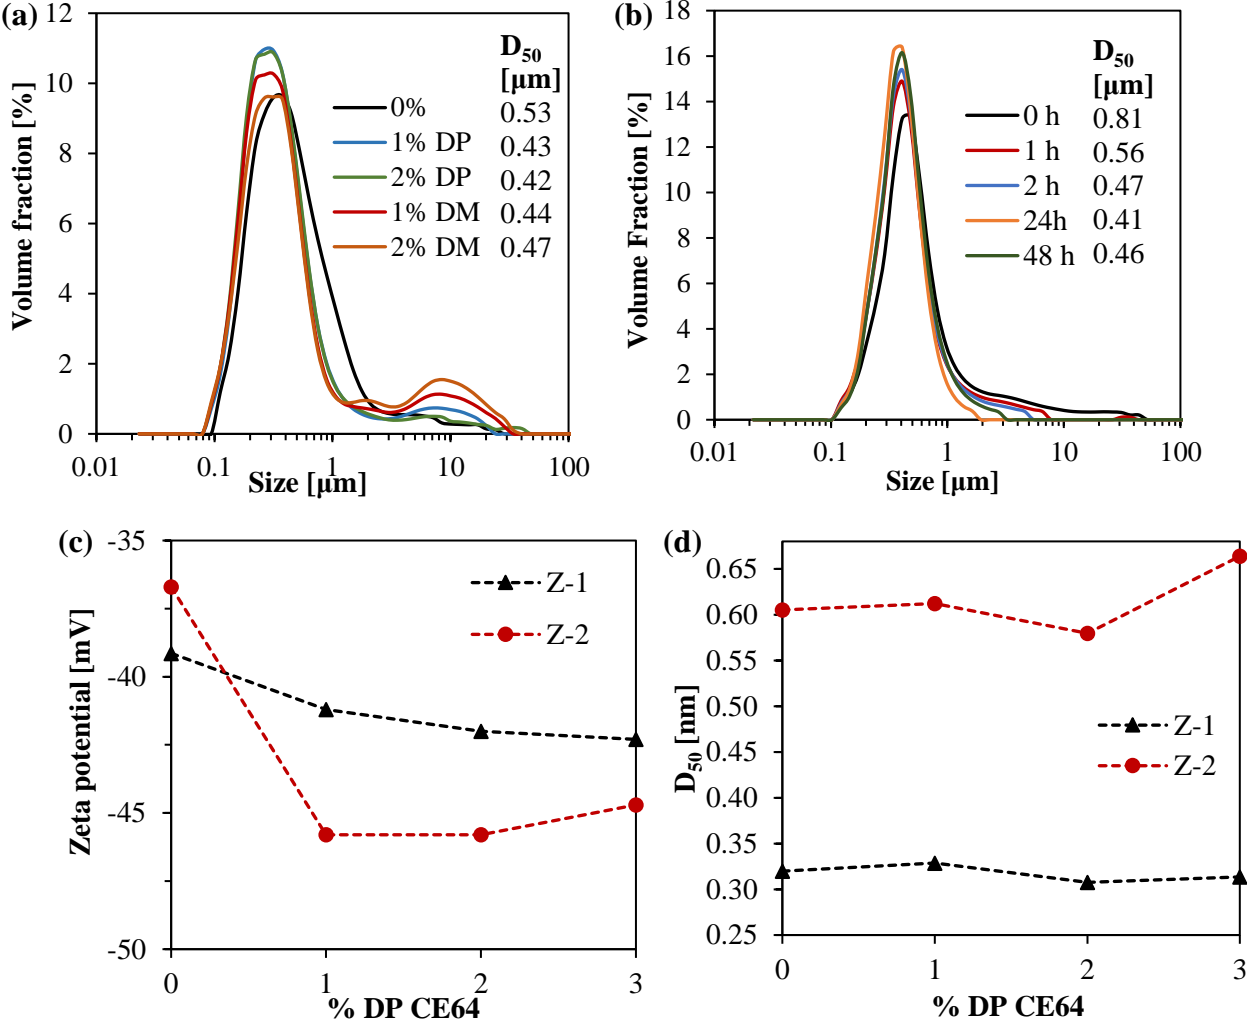 (a)
12
10
8
6
4
2
0
Volume fraction [%]
D50
[μm]
0% 0.53
1% DP 0.43
2% DP 0.42
1% DM 0.44
2% DM 0.47
0.01 0.1 1 10 100
Size [μm]
(b)
18
16
14
12
10
8
6
4
2
0
Volume Fraction [%]
D50
[μm]
0 h 0.81
1 h 0.56
2 h 0.47
24h 0.41
48 h 0.46
0.01 0.1 1 10 100
Size [μm]
(c)
-35
-40
-45
-50
Zeta potential [mV]
Z-1
Z-2
0 1 2 3
% DP CE64
(d)
0.65
0.60
0.55
0.50
0.45
0.40
0.35
0.30
0.25
D50 [nm]
Z-1
Z-2
0 1 2 3
% DP CE64